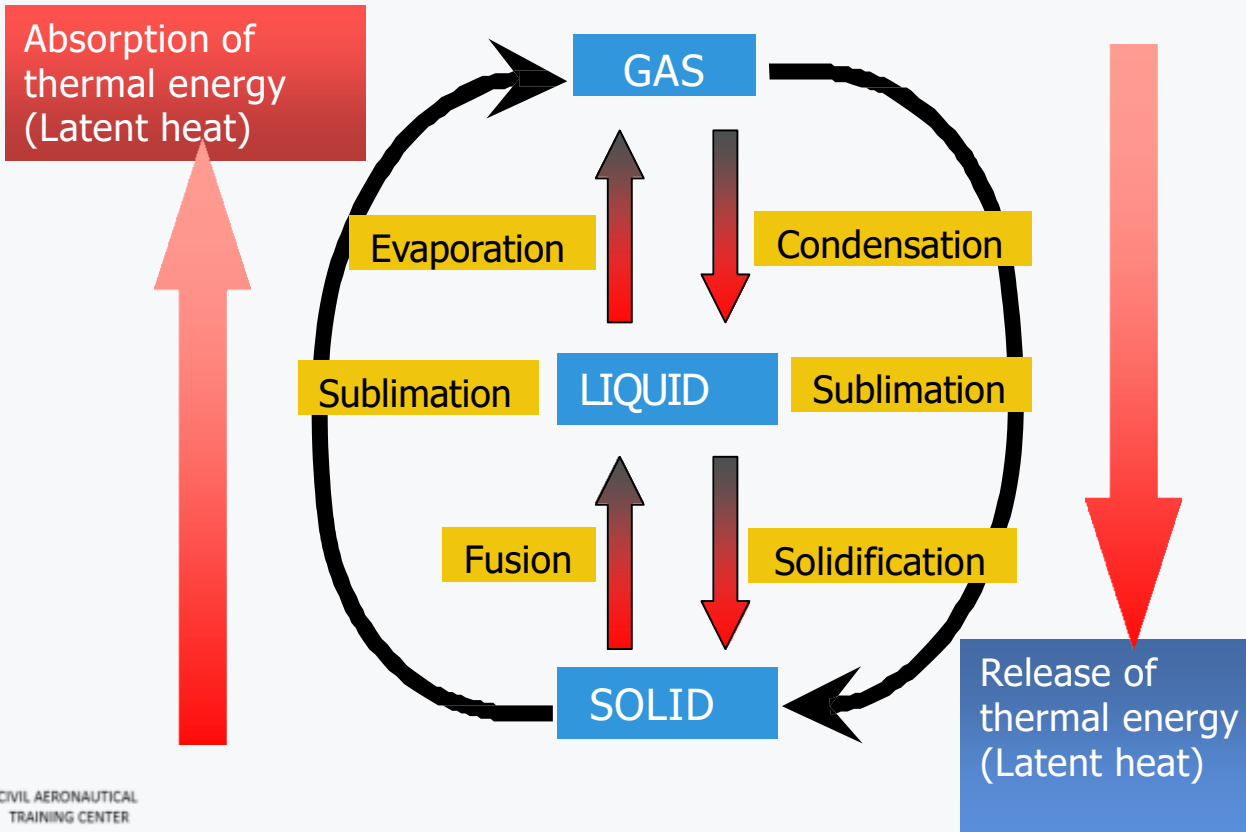 Absorption of
thermal energy
(Latent heat)
GAS
Evaporation
Condensation
Sublimation
LIQUID
Sublimation
Fusion
Solidification
SOLID
Release of
thermal energy
(Latent heat)
CIVIL AERONAUTICAL
TRAINING CENTER